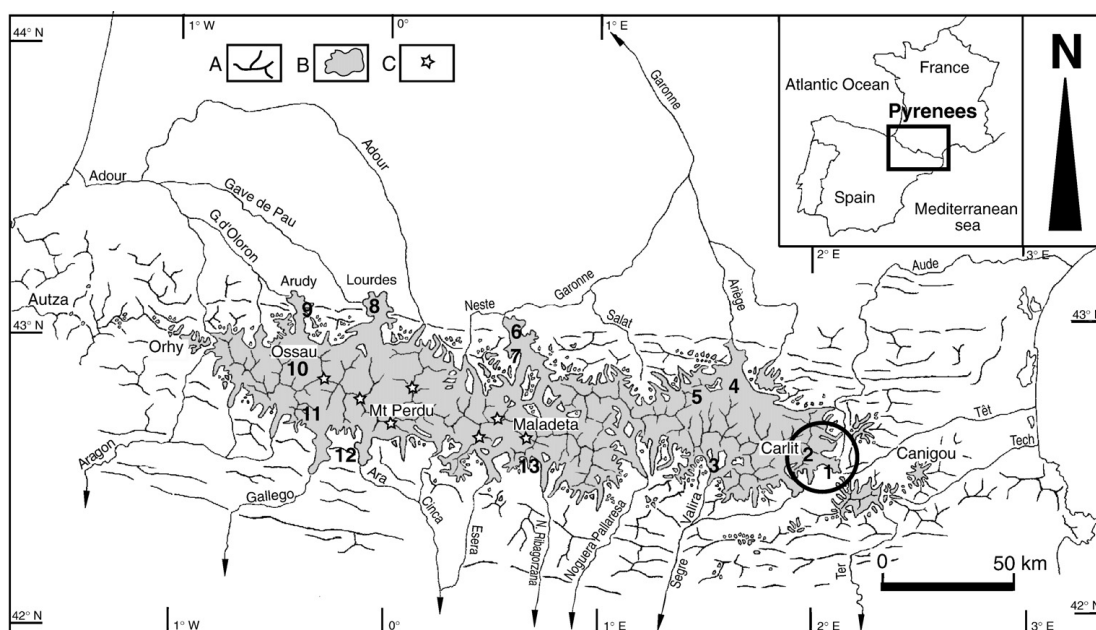 44° N
1° W
0°
1° E
A
B
C
N
France
Atlantic Ocean
Pyrenees
Spain
Mediterranean
sea
Garonne
Adour
Adour
Gave de Pau
G.d'Oloron
2° E
3° E
Aude
Autza
43° N
Orhy
Arudy
Lourdes
9
8
Neste
Garonne
Salat
Ariege
43° N
6
7
Ossau
10
11
12
Mt Perdu
Maladeta
13
5
4
3
Carlit
2
1
Canigou
Têt
Tech
Aragon
Gallego
Ara
Cinca
Esera
N. Ribagorzana
Noguera Pallaresa
Segre
Valira
Ter
0
50 km
42° N
1° W
0°
1° E
2° E
3° E
42° N